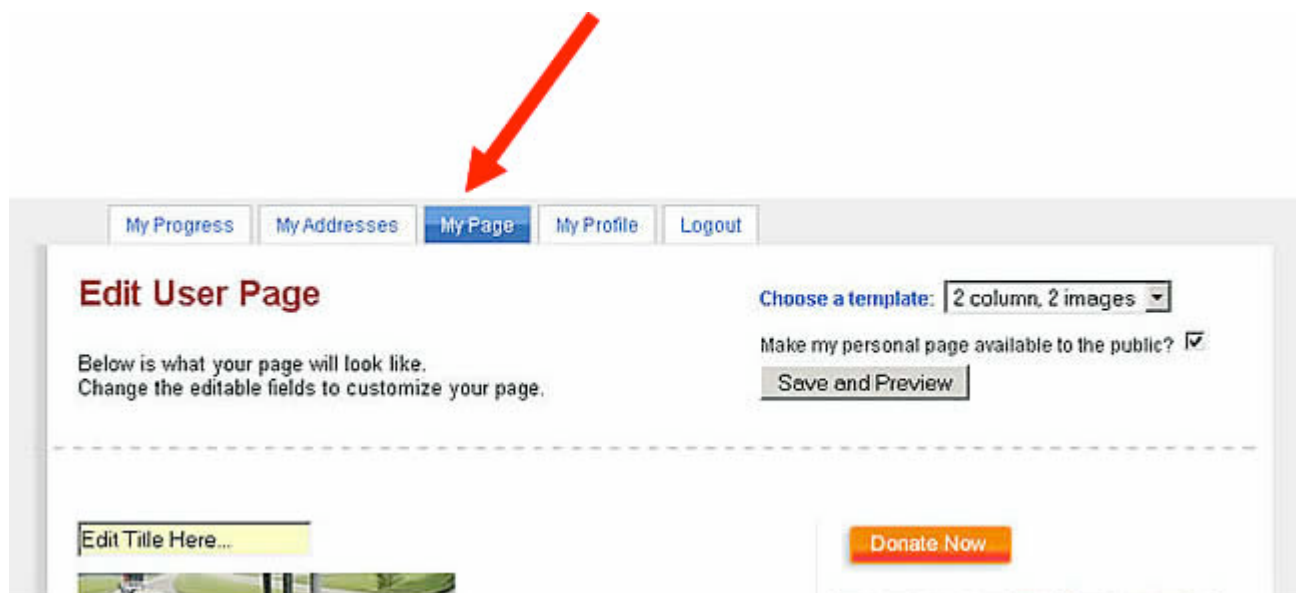 My Progress
My Addresses
My Page
My Profile
Logout
Edit User Page
Choose a template: 2 column, 2 images
Make my personal page available to the public?
Below is what your page will look like.
Change the editable fields to customize your page.
Save and Preview
Edit Title Here...
Donate Now